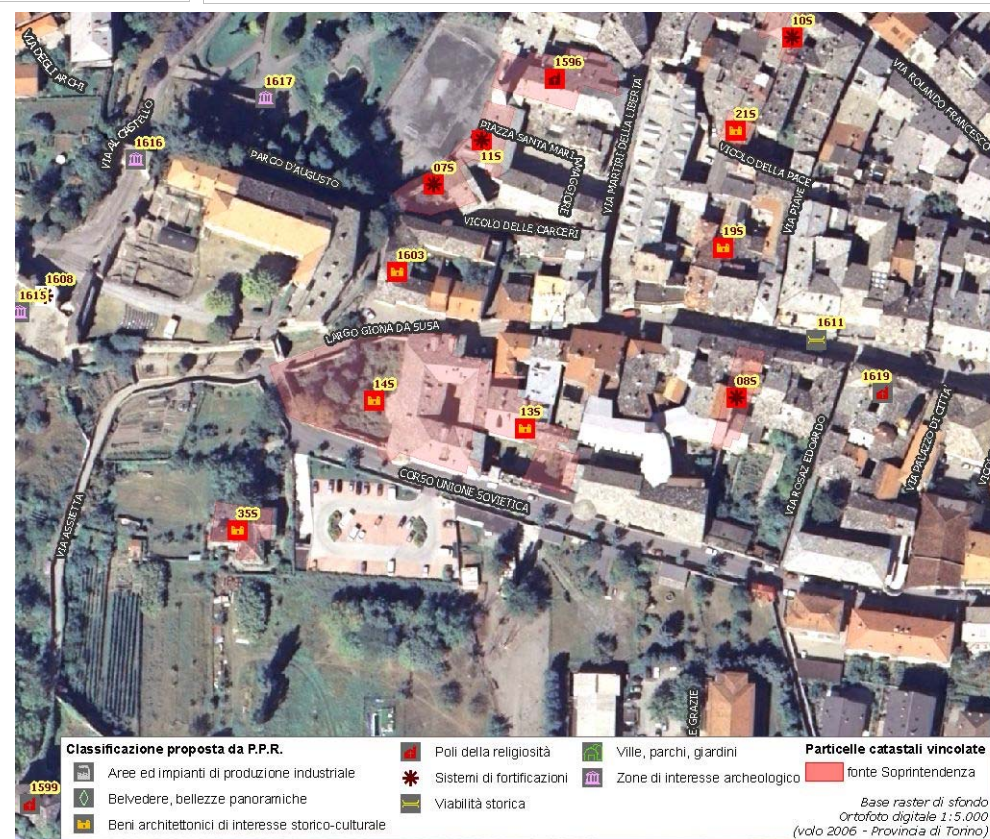 10S
VIA DEGLI ARCHI
1617
1596
VIA ROLANDO FRANCESCO
VIA AL CASTELLO
1616
21S
PIAZZA SANTA MARI
MAGGIORE
11S
VIA MARTIRI DELLA LIBERTA'
VICOLO DELLA PACE
PARCO D'AUGUSTO
07S
VIA PIAVE
VICOLO DELLE CARCERI
19S
1603
1608
1615
LARGO GIONA DA SUSA
1611
14S
08S
1619
13S
VIA PALAZZO DI CITTA'
VIA ROSAZ EDOARDO
CORSO UNIONE SOVIETICA
VIA ASSIETTA
35S
E GRAZIE
1599
Classificazione proposta da P.P.R.
Aree ed impianti di produzione industriale
Belvedere, bellezze panoramiche
Beni architettonici di interesse storico-culturale
Poli della religiosità
Sistemi di fortificazioni
Viabilità storica
Ville, parchi, giardini
Zone di interesse archeologico
Particelle catastali vincolate
fonte Soprintendenza
Base raster di sfondo
Ortofoto digitale 1:5.000
(volo 2006 - Provincia di Torino)